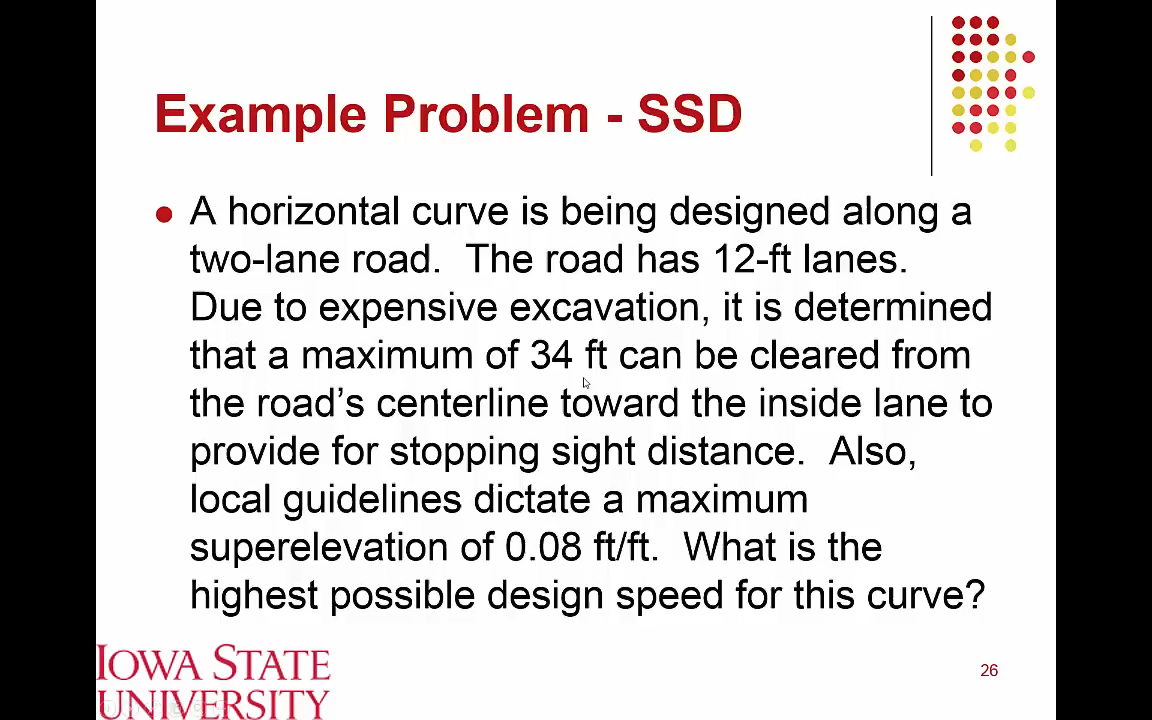 Example Problem - SSD
A horizontal curve is being designed along a
two-lane road. The road has 12-ft lanes.
Due to expensive excavation, it is determined
that a maximum of 34 ft can be cleared from
the road’s centerline toward the inside lane to
provide for stopping sight distance. Also,
local guidelines dictate a maximum
superelevation of 0.08 ft/ft. What is the
highest possible design speed for this curve?
IOWA STATE
UNIVERSITY
26